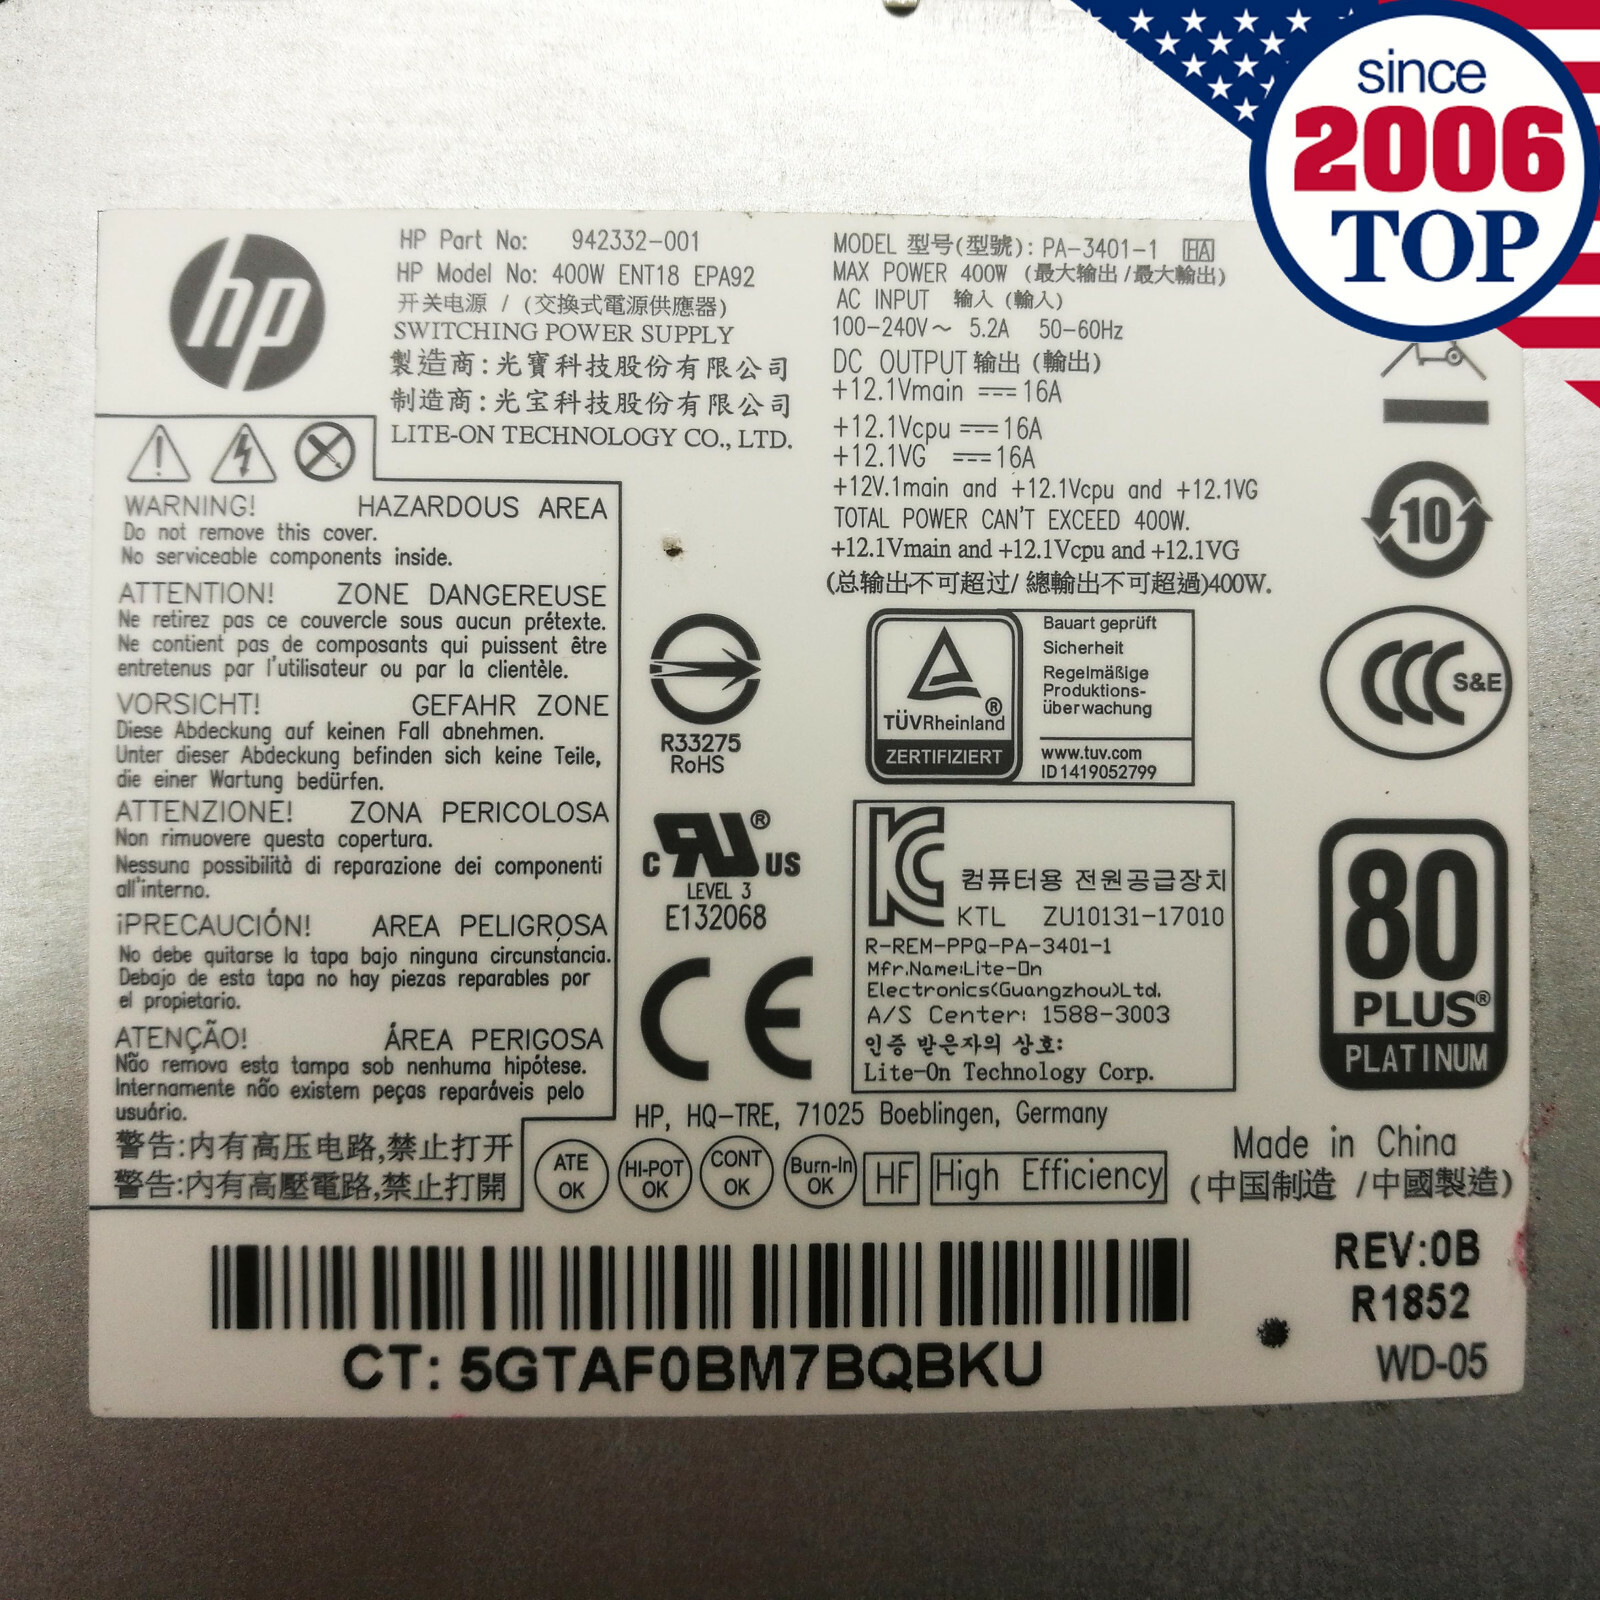 since
2006
TOP
hp
HP Part No: 942332-001
HP Model No: 400W ENT18 EPA92
开关电源 / (交換式電源供應器)
SWITCHING POWER SUPPLY
製造商:光寶科技股份有限公司
制造商:光宝科技股份有限公司
LITE-ON TECHNOLOGY CO., LTD.
MODEL 型号(型號): PA-3401-1 HA
MAX POWER 400W (最大输出/最大輸出)
AC INPUT 输入 (輸入)
100-240V~ 5.2A 50-60Hz
DC OUTPUT 输出 (輸出)
+12.1Vmain ⎓ 16A
+12.1Vcpu ⎓ 16A
+12.1VG ⎓ 16A
+12V.1main and +12.1Vcpu and +12.1VG
TOTAL POWER CAN'T EXCEED 400W.
+12.1Vmain and +12.1Vcpu and +12.1VG
(总输出不可超过/ 總輸出不可超過)400W.
WARNING! HAZARDOUS AREA
Do not remove this cover.
No serviceable components inside.
ATTENTION! ZONE DANGEREUSE
Ne retirez pas ce couvercle sous aucun prétexte.
Ne contient pas de composants qui puissent être
entretenus par l'utilisateur ou par la clientèle.
VORSICHT! GEFAHR ZONE
Diese Abdeckung auf keinen Fall abnehmen.
Unter dieser Abdeckung befinden sich keine Teile,
die einer Wartung bedürfen.
ATTENZIONE! ZONA PERICOLOSA
Non rimuovere questa copertura.
Nessuna possibilità di reparazione dei componenti
all'interno.
¡PRECAUCIÓN! AREA PELIGROSA
No debe quitarse la tapa bajo ninguna circunstancia.
Debajo de esta tapa no hay piezas reparables por
el propietario.
ATENÇÃO! ÁREA PERIGOSA
Não remova esta tampa sob nenhuma hipótese.
Internamente não existem peças reparáveis pelo
usuário.
警告:内有高压电路,禁止打开
警告:内有高壓電路,禁止打開
R33275
RoHS
c RU ® US
LEVEL 3
E132068
CE
TÜVRheinland ®
ZERTIFIZIERT
Bauart geprüft
Sicherheit
Regelmäßige
Produktions-
überwachung
www.tuv.com
ID 1419052799
10
CCC S&E
KC 컴퓨터용 전원공급장치
KTL ZU10131-17010
R-REM-PPQ-PA-3401-1
Mfr.Name:Lite-On
Electronics(Guangzhou)Ltd.
A/S Center: 1588-3003
인증 받은자의 상호:
Lite-On Technology Corp.
80
PLUS®
PLATINUM
HP, HQ-TRE, 71025 Boeblingen, Germany
ATE OK
HI-POT OK
CONT OK
Burn-In OK
HF
High Efficiency
Made in China
(中国制造 /中國製造)
REV:0B
R1852
WD-05
CT: 5GTAF0BM7BQBKU